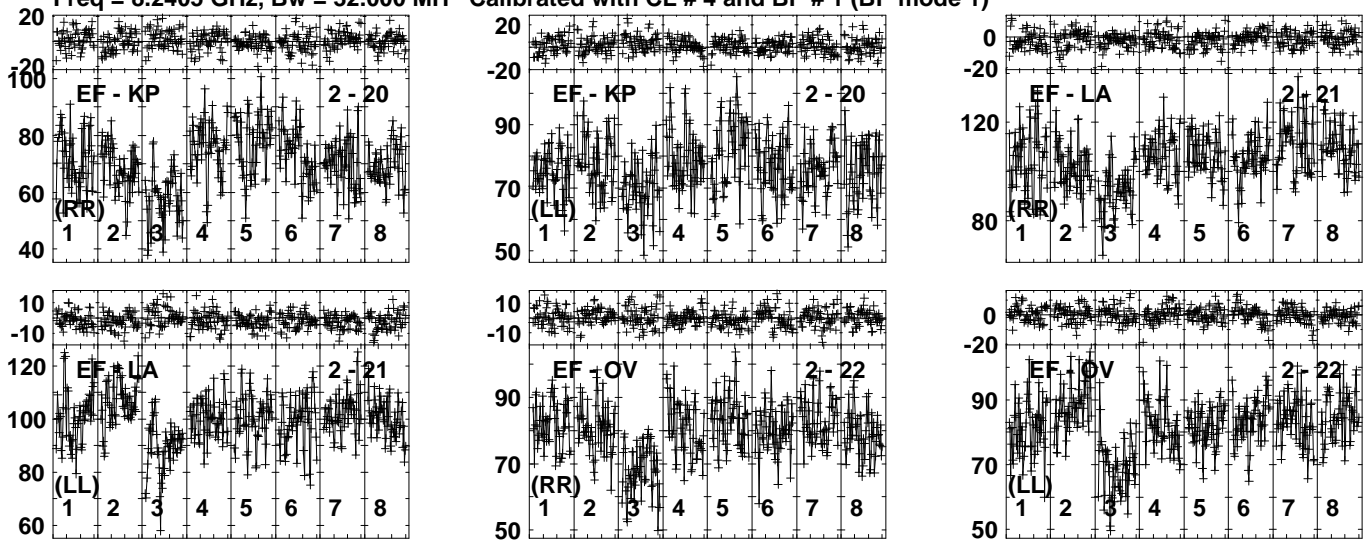 Freq = 8.2405 GHz, Bw = 32.000 MH Calibrated with CL # 4 and BP # 1 (BP mode 1)
20
-20
100
80
60
40
EF - KP 2 - 20
(RR)
1 2 3 4 5 6 7 8
20
-20
90
70
50
EF - KP 2 - 20
(LL)
1 2 3 4 5 6 7 8
0
-20
120
80
EF - LA 2 - 21
(RR)
1 2 3 4 5 6 7 8
10
-10
120
100
80
60
EF - LA 2 - 21
(LL)
1 2 3 4 5 6 7 8
10
-10
90
70
50
EF - OV 2 - 22
(RR)
1 2 3 4 5 6 7 8
0
-20
90
70
50
EF - OV 2 - 22
(LL)
1 2 3 4 5 6 7 8